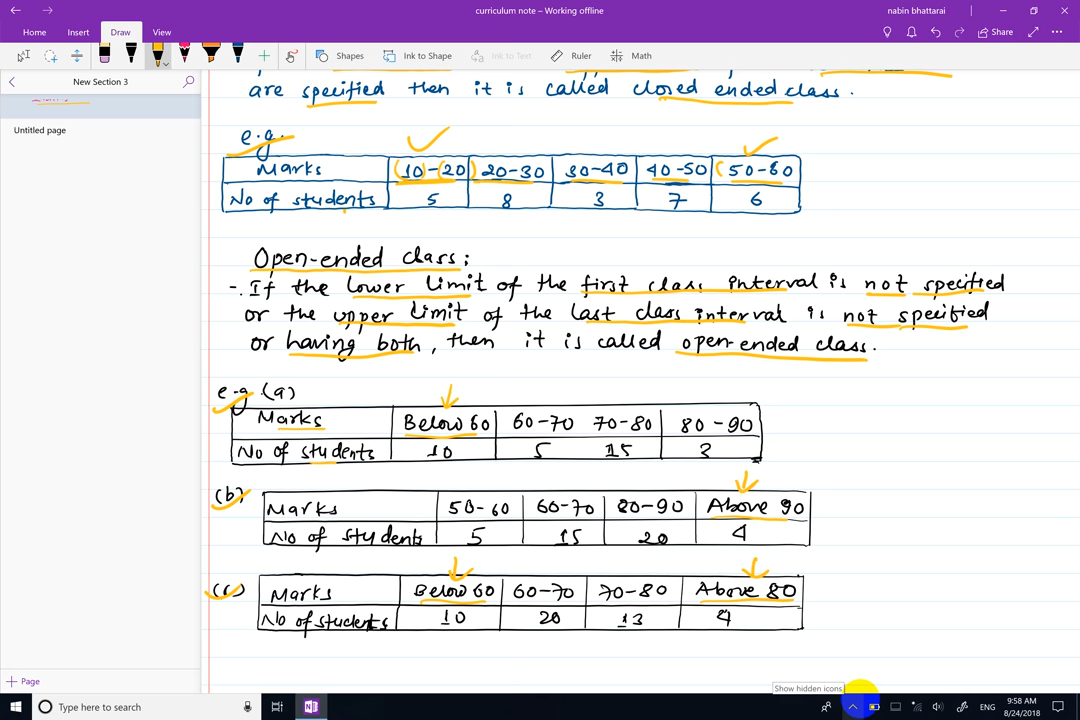 curriculum note – Working offline
nabin bhattarai
Home Insert Draw View
Share
Shapes Ink to Shape Ink to Text Ruler Math
New Section 3
Untitled page
are specified then it is called closed ended class.
e.g.
Marks 10-20 20-30 30-40 40-50 50-60
No of students 5 8 3 7 6
Open-ended class:
-. If the lower limit of the first class interval is not specified
or the upper limit of the last class interval is not specified
or having both, then it is called open-ended class.
e.g. (a)
Marks Below 60 60-70 70-80 80-90
No of students 10 5 15 3
(b)
Marks 50-60 60-70 80-90 Above 90
No of students 5 15 20 4
(c)
Marks Below 60 60-70 70-80 Above 80
No of students 10 20 13 4
Page
Show hidden icons
Type here to search
ENG
9:58 AM
8/24/2018